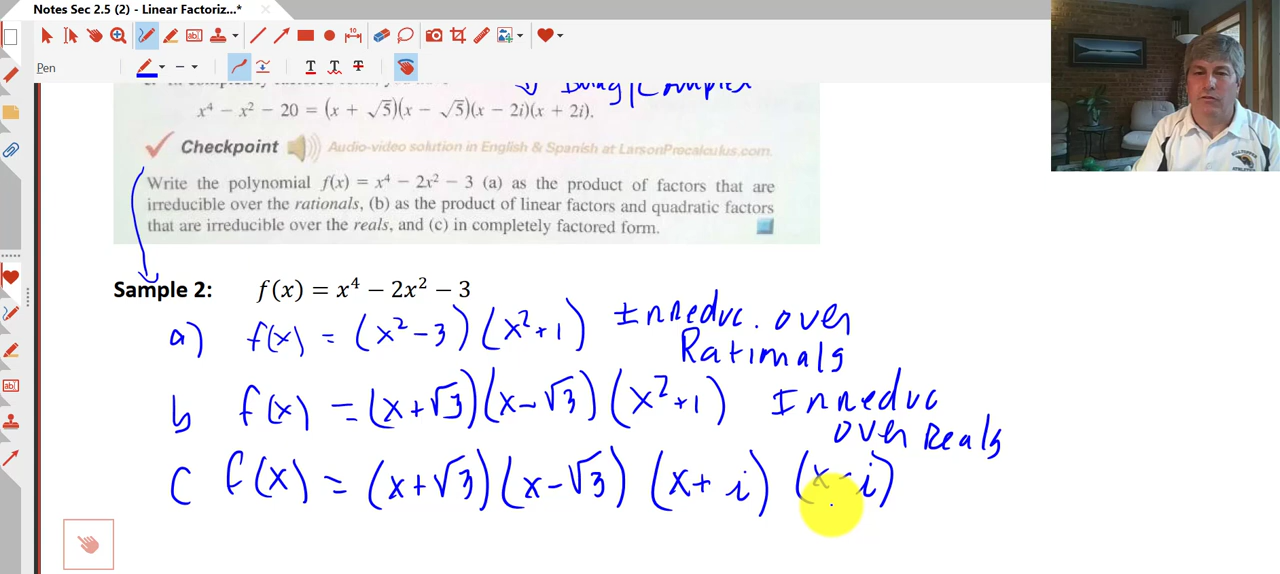 Notes Sec 2.5 (2) - Linear Factoriz...*
Pen
x⁴ − x² − 20 = (x + √5)(x − √5)(x − 2i)(x + 2i).
Checkpoint Audio-video solution in English & Spanish at LarsonPrecalculus.com.
Write the polynomial f(x) = x⁴ − 2x² − 3 (a) as the product of factors that are
irreducible over the rationals, (b) as the product of linear factors and quadratic factors
that are irreducible over the reals, and (c) in completely factored form.
Sample 2: f(x) = x⁴ − 2x² − 3
a) f(x) = (x² − 3)(x² + 1) Irreduc. over
Rationals
b f(x) = (x + √3)(x − √3)(x² + 1) Irreduc
over Reals
c f(x) = (x + √3)(x − √3)(x + i)(x − i)